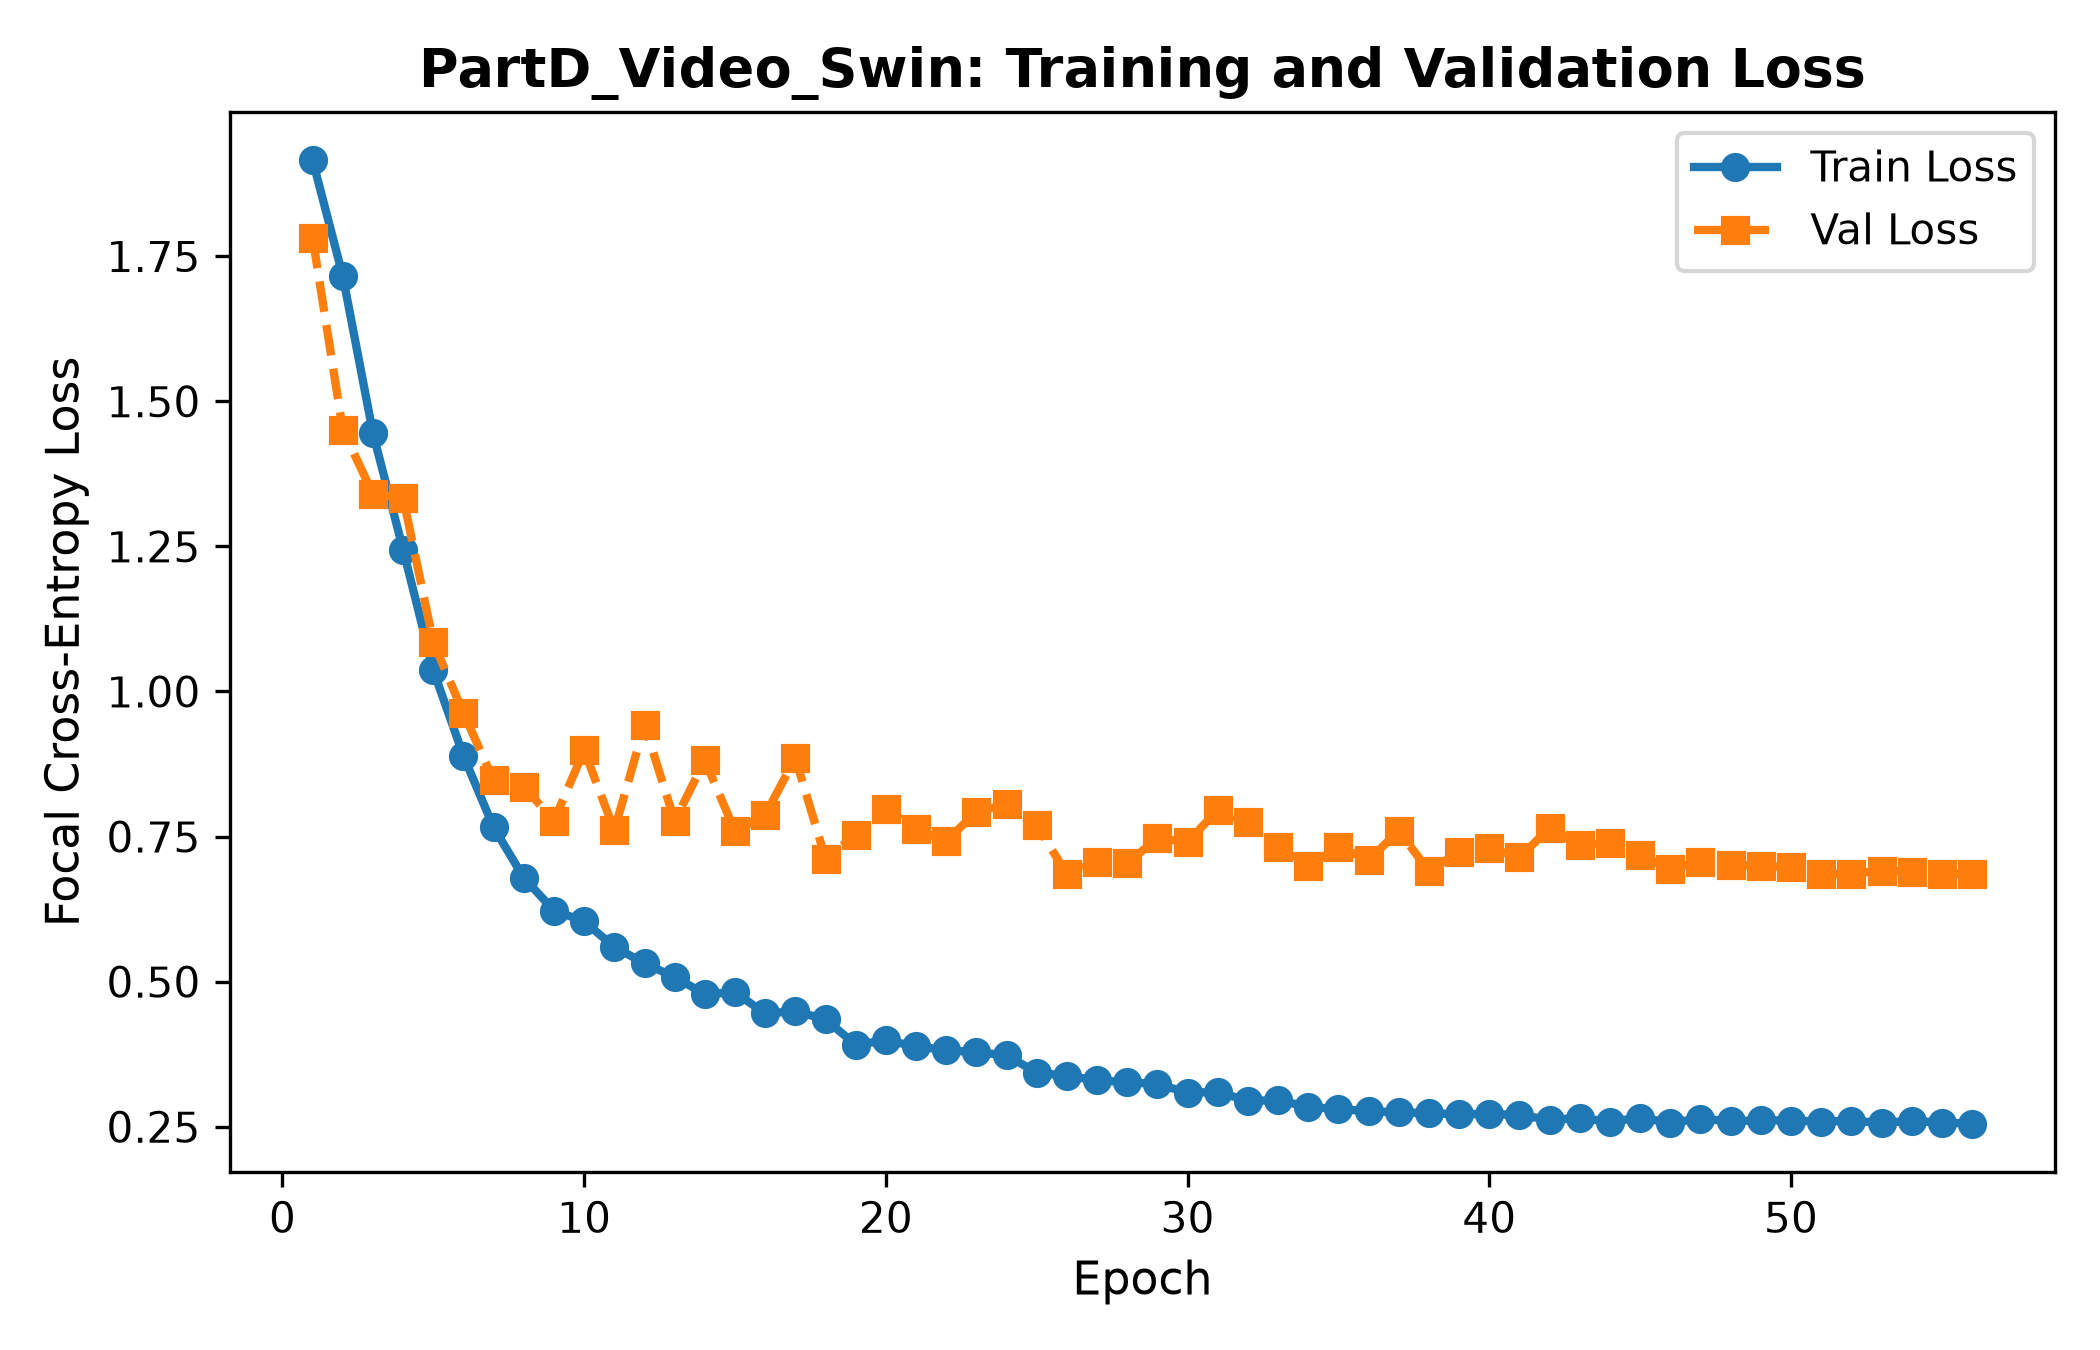 PartD_Video_Swin: Training and Validation Loss
Train Loss
Val Loss
Focal Cross-Entropy Loss
1.75
1.50
1.25
1.00
0.75
0.50
0.25
0 10 20 30 40 50
Epoch